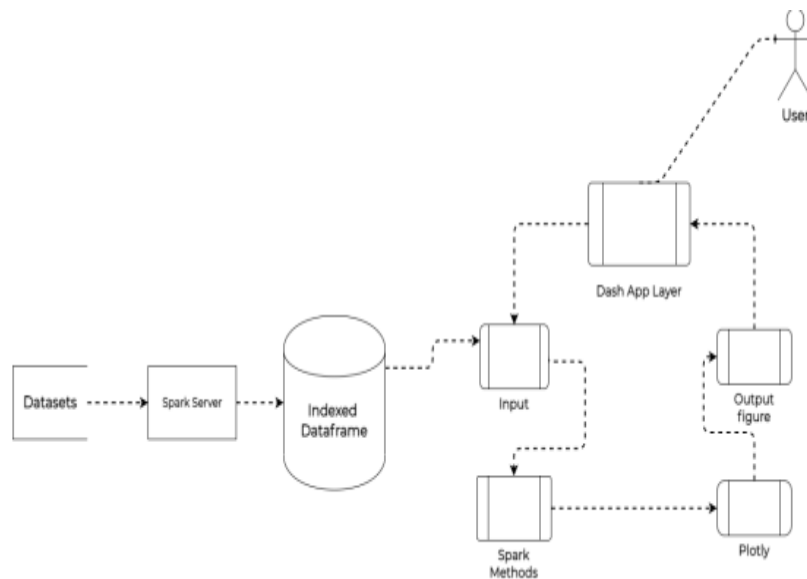 User
Dash App Layer
Datasets
Spark Server
Indexed
Dataframe
Input
Output
figure
Spark
Methods
Plotly